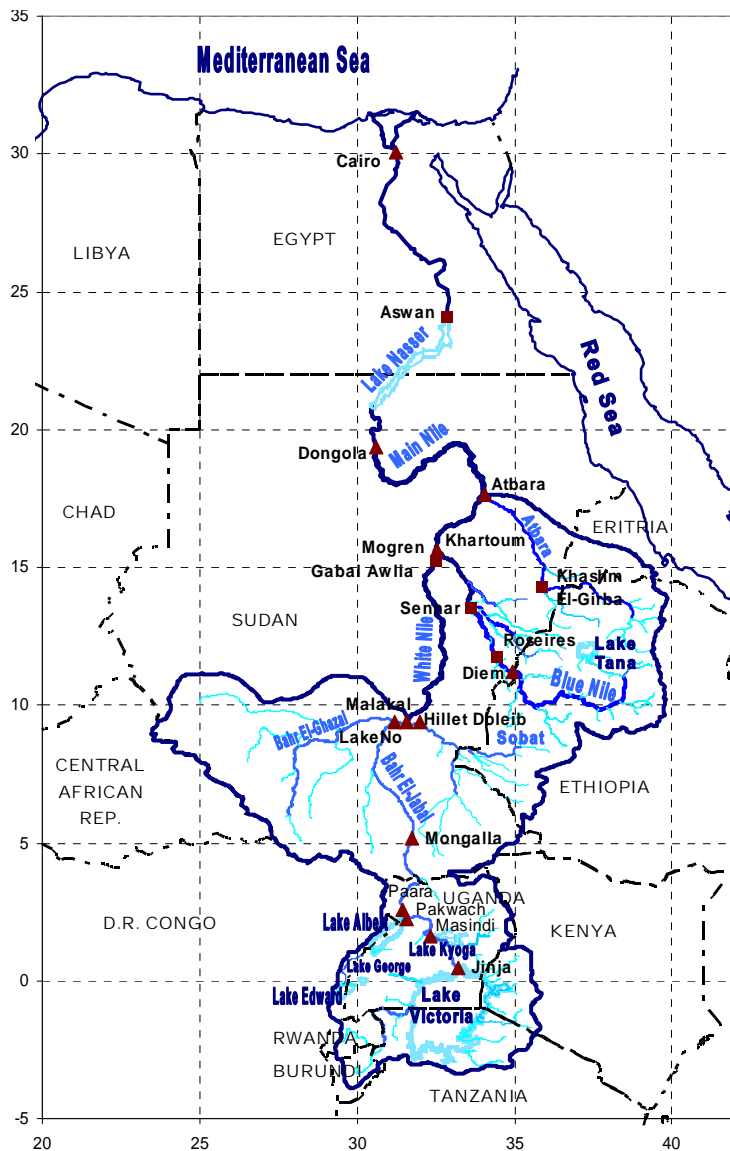 35
Mediterranean Sea
30
Cairo
LIBYA
EGYPT
25
Aswan
Lake Nasser
Red Sea
20
Dongola
Main Nile
Atbara
CHAD
Atbara
ERITRIA
Mogren
Khartoum
15
Gabal Awlia
Khashm
El-Girba
Sennar
SUDAN
White Nile
Roseires
Lake
Tana
Diem
Blue Nile
10
Malakal
Hillet Doleib
Bahr El-Ghazal
LakeNo
Sobat
CENTRAL
AFRICAN
REP.
Bahr El-Jabal
ETHIOPIA
5
Mongalla
Paara
UGANDA
Pakwach
D.R. CONGO
Lake Albert
Masindi
KENYA
Lake Kyoga
Lake George
Jinja
0
Lake Edward
Lake
Victoria
RWANDA
BURUNDI
TANZANIA
-5
20
25
30
35
40